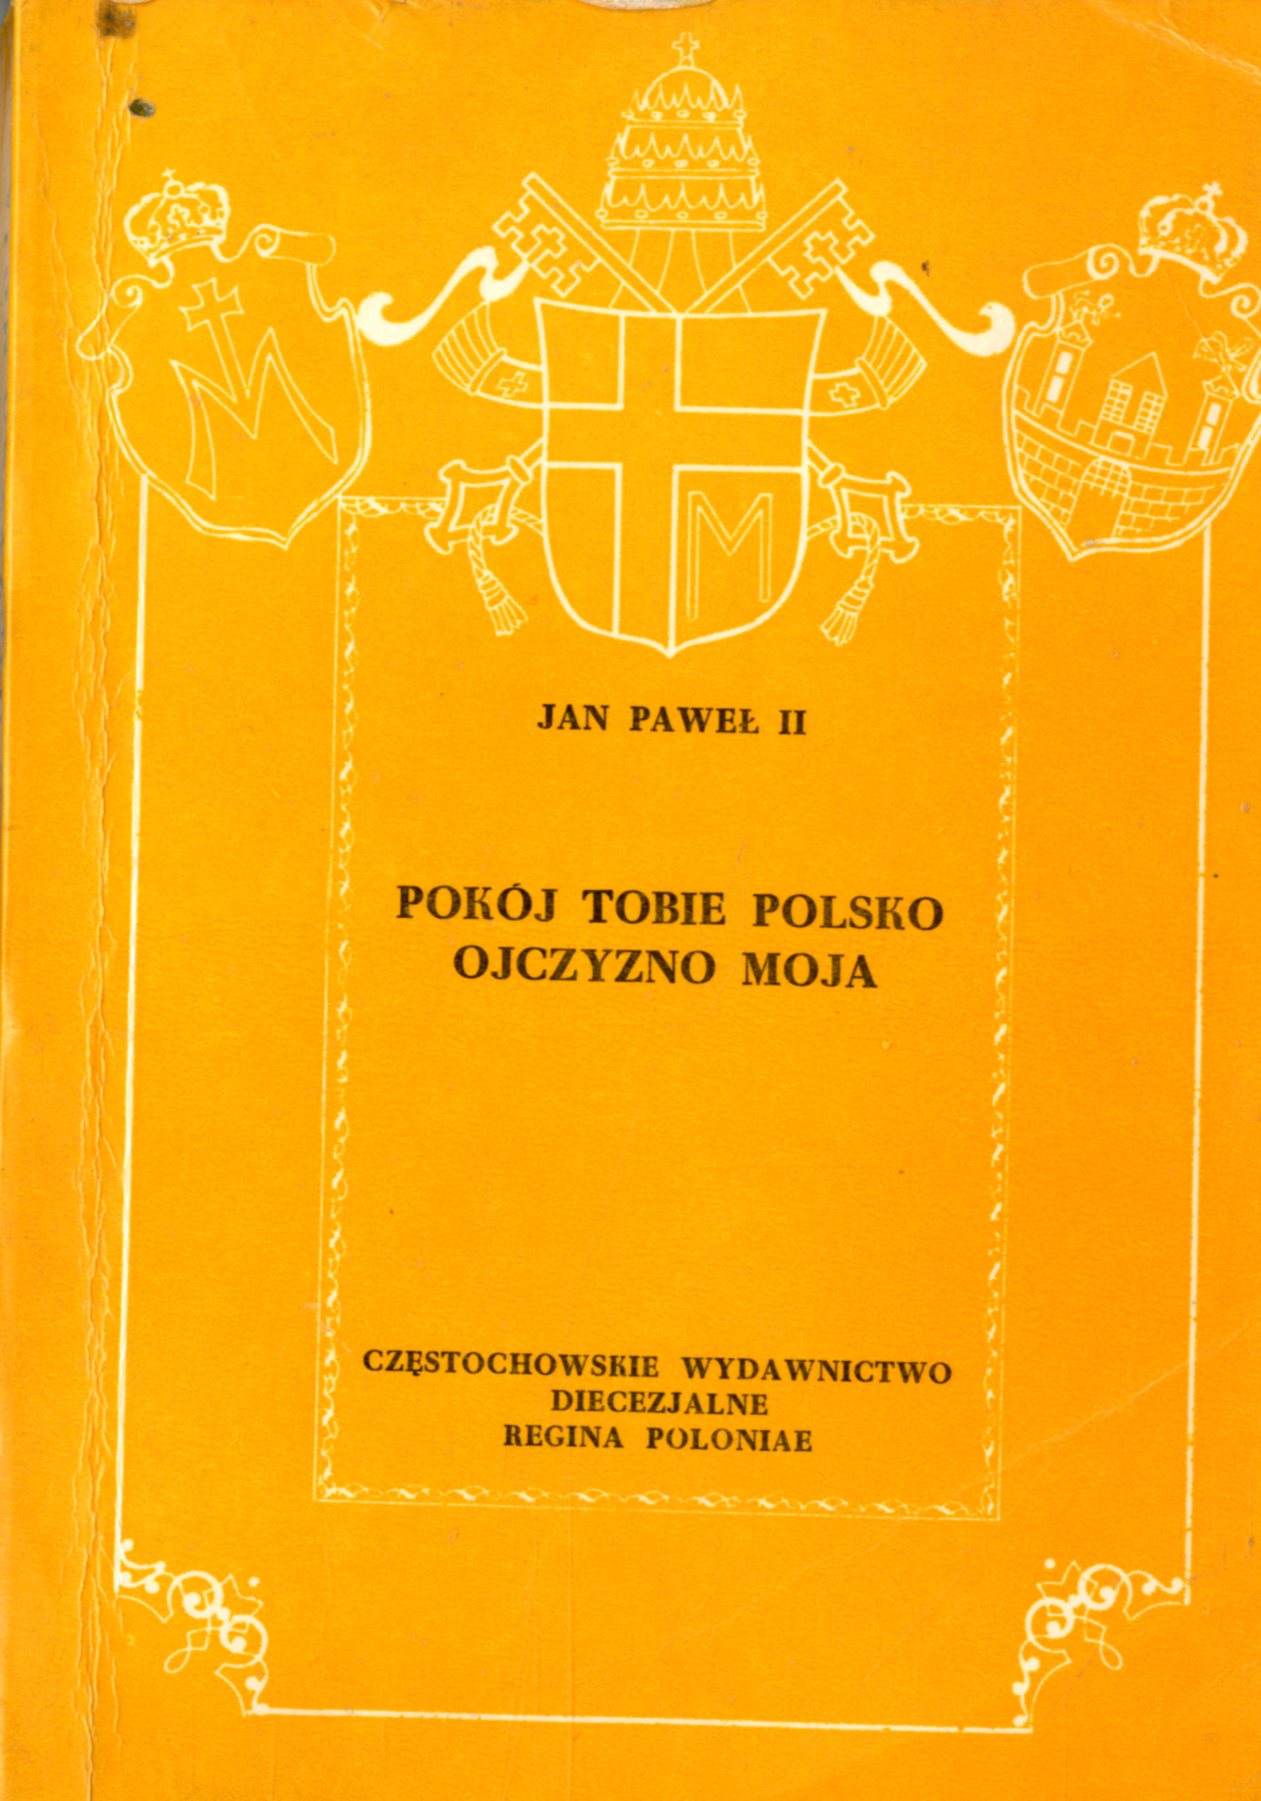 JAN PAWEŁ II
POKÓJ TOBIE POLSKO
OJCZYZNO MOJA
CZĘSTOCHOWSKIE WYDAWNICTWO
DIECEZJALNE
REGINA POLONIAE